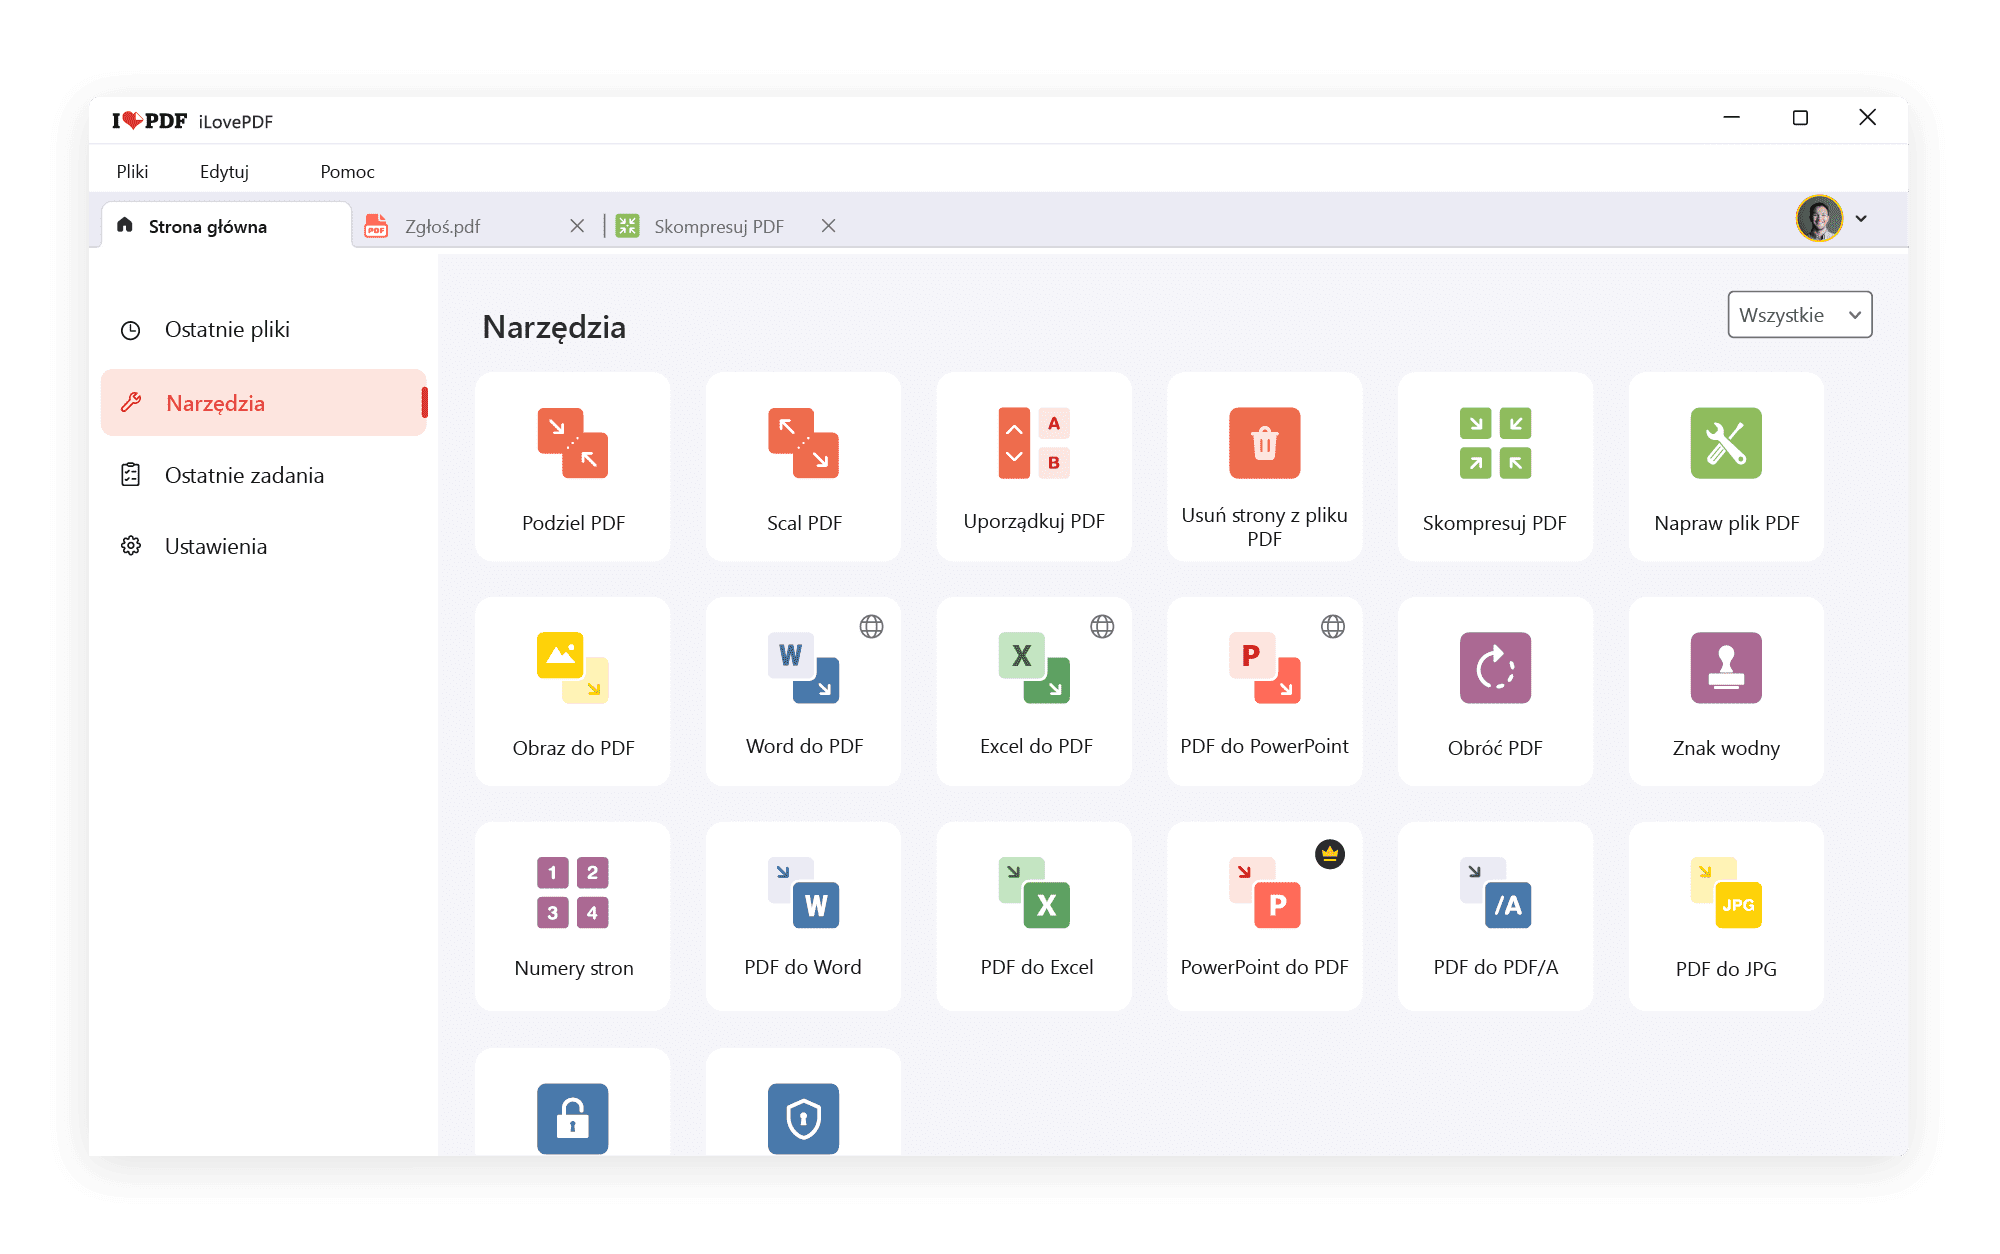 I PDF iLovePDF
Pliki Edytuj Pomoc
Strona główna
PDF Zgłoś.pdf
Skompresuj PDF
Ostatnie pliki
Narzędzia
Ostatnie zadania
Ustawienia
Narzędzia
Wszystkie
Podziel PDF
Scal PDF
A
B
Uporządkuj PDF
Usuń strony z pliku
PDF
Skompresuj PDF
Napraw plik PDF
Obraz do PDF
W
Word do PDF
X
Excel do PDF
P
PDF do PowerPoint
Obróć PDF
Znak wodny
1 2
3 4
Numery stron
W
PDF do Word
X
PDF do Excel
P
PowerPoint do PDF
/A
PDF do PDF/A
JPG
PDF do JPG